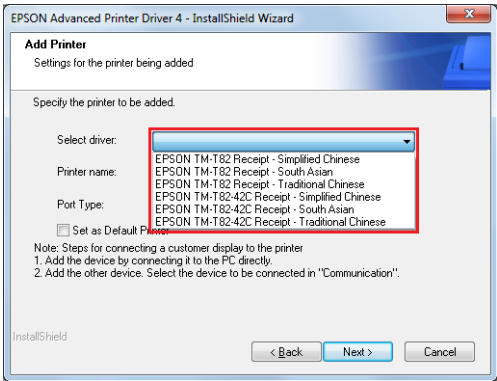 EPSON Advanced Printer Driver 4 - InstallShield Wizard
Add Printer
Settings for the printer being added
Specify the printer to be added.
Select driver:
EPSON TM-T82 Receipt - Simplified Chinese
EPSON TM-T82 Receipt - South Asian
Printer name:
EPSON TM-T82 Receipt - Traditional Chinese
EPSON TM-T82-42C Receipt - Simplified Chinese
Port Type:
EPSON TM-T82-42C Receipt - South Asian
EPSON TM-T82-42C Receipt - Traditional Chinese
Set as Default Printer
Note: Steps for connecting a customer display to the printer
1. Add the device by connecting it to the PC directly.
2. Add the other device. Select the device to be connected in "Communication".
InstallShield
< Back
Next >
Cancel